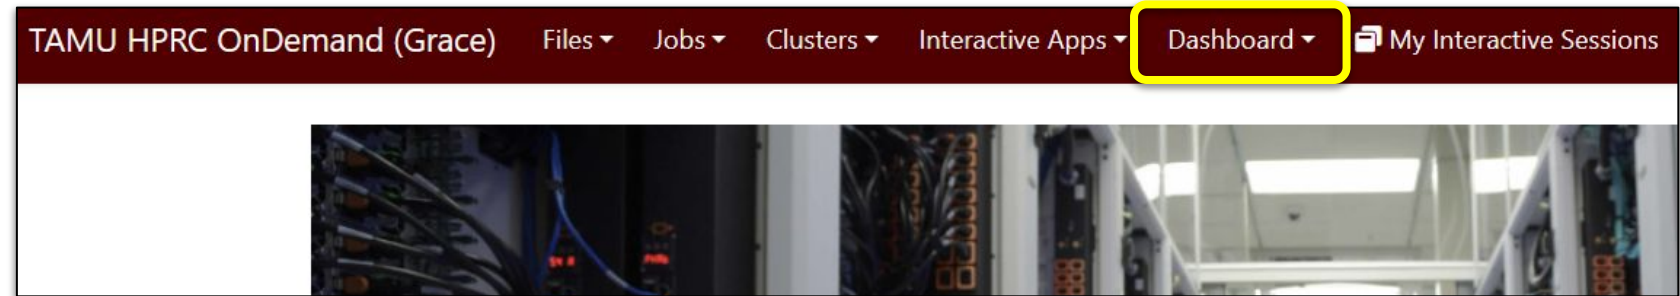 TAMU HPRC OnDemand (Grace) Files Jobs Clusters Interactive Apps Dashboard My Interactive Sessions